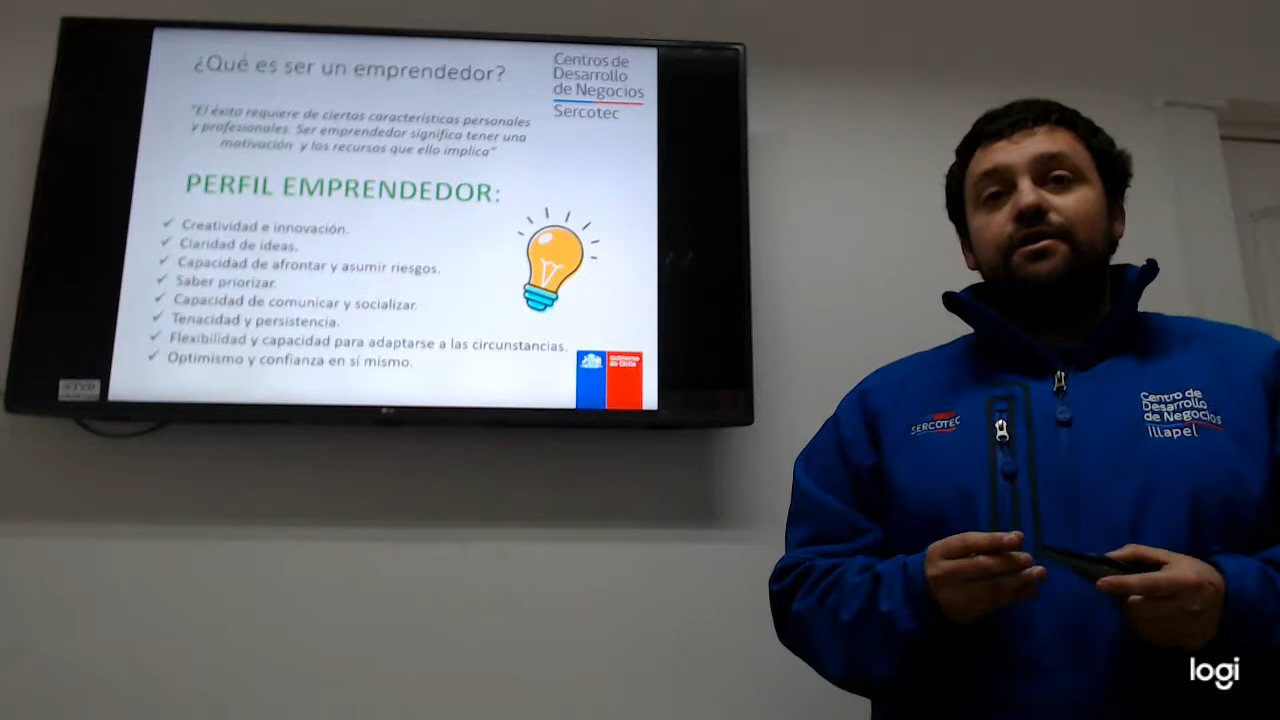 ¿Qué es ser un emprendedor?
Centros de
Desarrollo
de Negocios
Sercotec
"El éxito requiere de ciertas características personales
y profesionales. Ser emprendedor significa tener una
motivación y los recursos que ello implica"
PERFIL EMPRENDEDOR:
✓ Creatividad e innovación.
✓ Claridad de ideas.
✓ Capacidad de afrontar y asumir riesgos.
✓ Saber priorizar.
✓ Capacidad de comunicar y socializar.
✓ Tenacidad y persistencia.
✓ Flexibilidad y capacidad para adaptarse a las circunstancias.
✓ Optimismo y confianza en sí mismo.
Gobierno
de Chile
LG
SERCOTEC
Centro de
Desarrollo
de Negocios
Illapel
logi